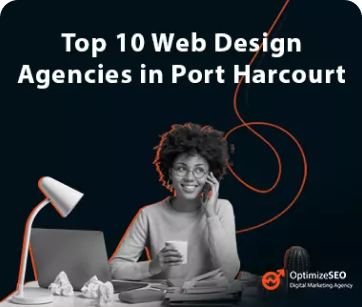 Top 10 Web Design
Agencies in Port Harcourt
OptimizeSEO
Digital Marketing Agency